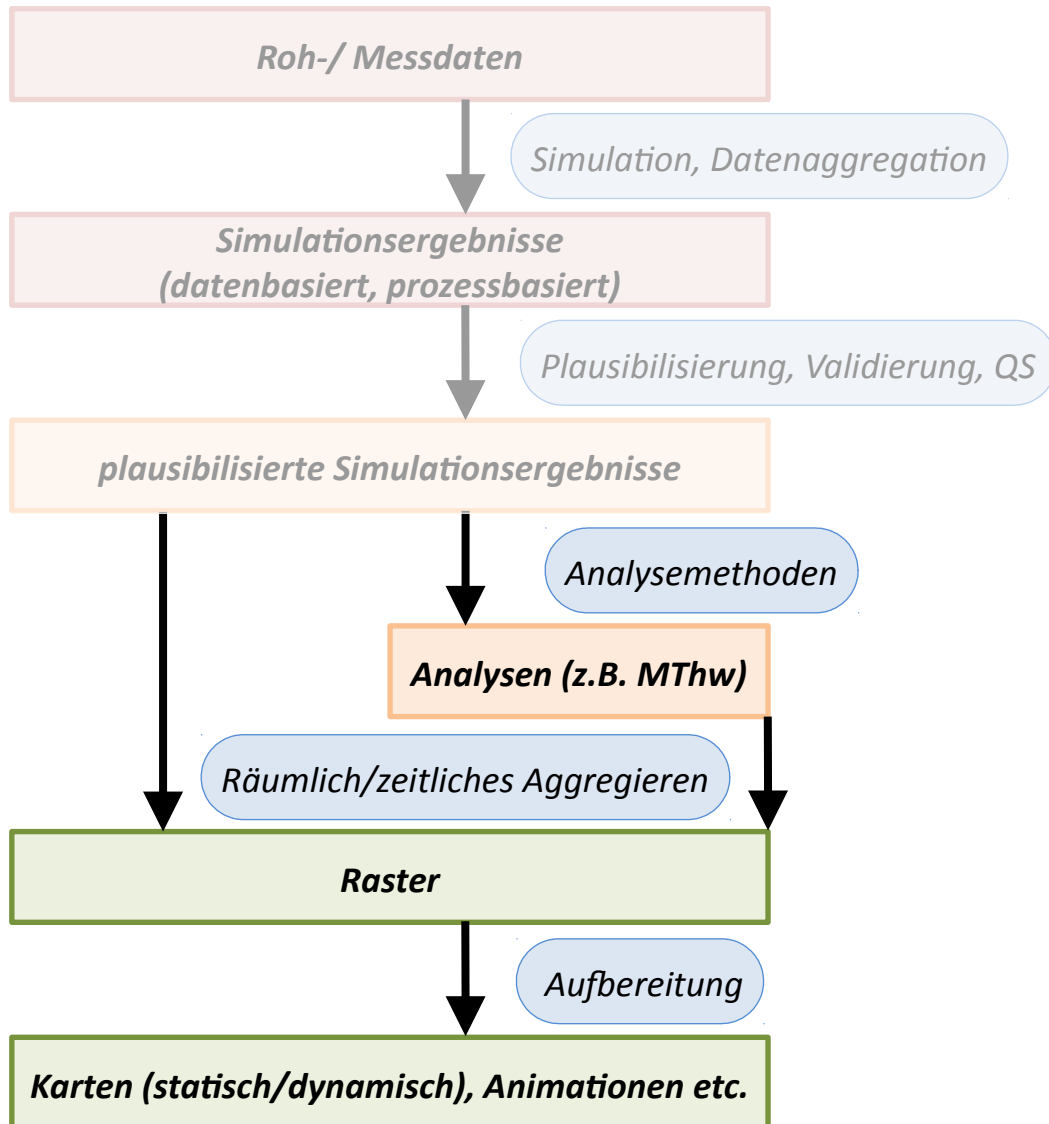 Roh-/ Messdaten
Simulation, Datenaggregation
Simulationsergebnisse
(datenbasiert, prozessbasiert)
Plausibilisierung, Validierung, QS
plausibilisierte Simulationsergebnisse
Analysemethoden
Analysen (z.B. MThw)
Räumlich/zeitliches Aggregieren
Raster
Aufbereitung
Karten (statisch/dynamisch), Animationen etc.